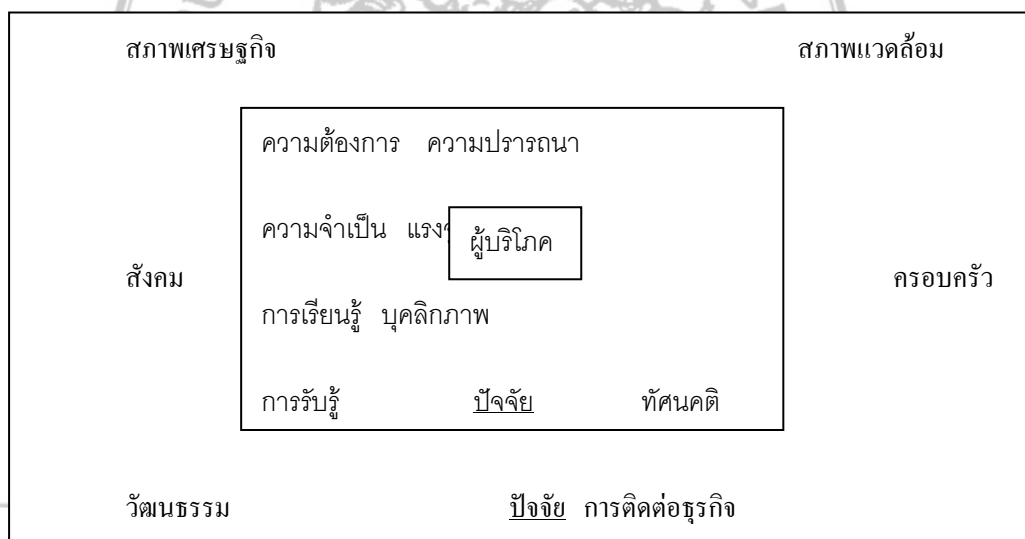 สภาพเศรษฐกิจ สภาพแวดล้อม
ความต้องการ ความปรารถนา
ความจำเป็น
ผู้บริโภค
สังคม ครอบครัว
การเรียนรู้ บุคลิกภาพ
การรับรู้ ปัจจัย ทัศนคติ
วัฒนธรรม ปัจจัย การติดต่อธุรกิจ